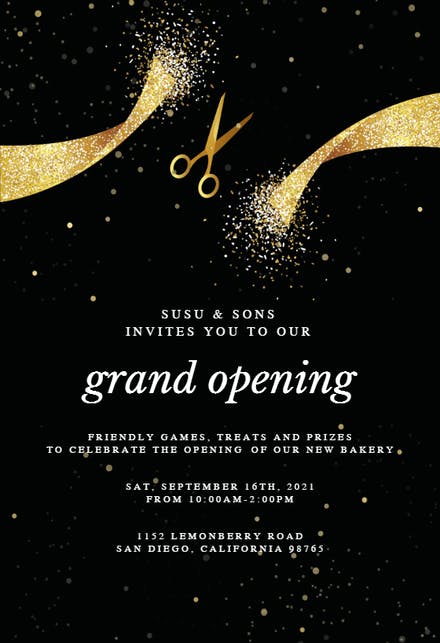 SUSU & SONS
INVITES YOU TO OUR
grand opening
FRIENDLY GAMES, TREATS AND PRIZES
TO CELEBRATE THE OPENING OF OUR NEW BAKERY
SAT, SEPTEMBER 16TH, 2021
FROM 10:00AM-2:00PM
1152 LEMONBERRY ROAD
SAN DIEGO, CALIFORNIA 98765